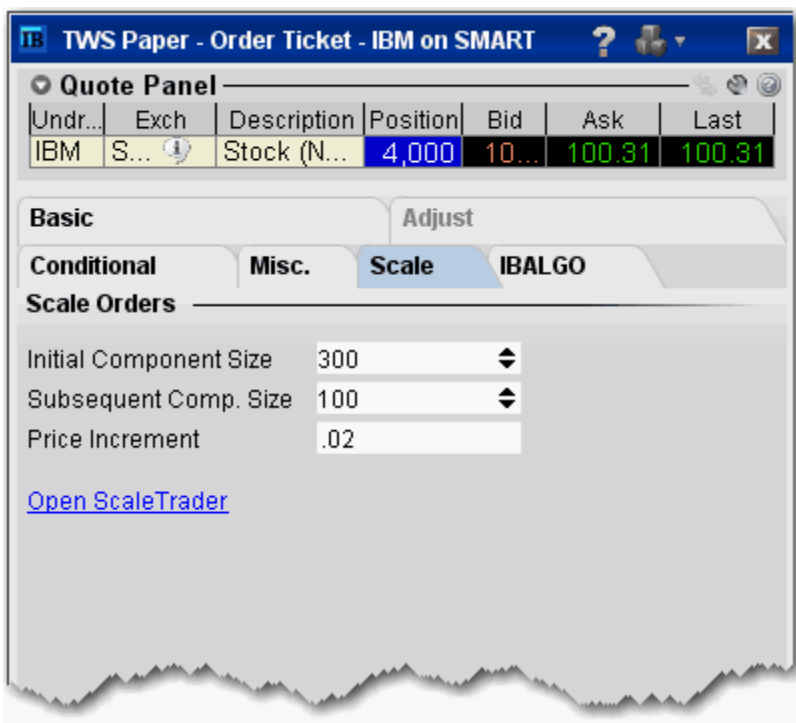 IB TWS Paper - Order Ticket - IBM on SMART ? X
Quote Panel
Undr... Exch Description Position Bid Ask Last
IBM S... Stock (N... 4,000 10... 100.31 100.31
Basic Adjust
Conditional Misc. Scale IBALGO
Scale Orders
Initial Component Size 300
Subsequent Comp. Size 100
Price Increment .02
Open ScaleTrader